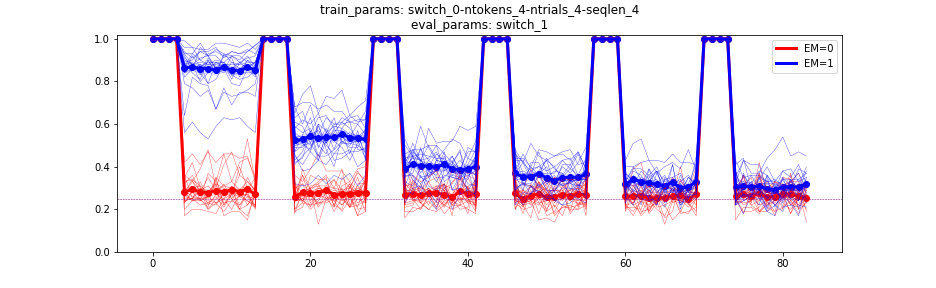 train_params: switch_0-ntokens_4-ntrials_4-seqlen_4
eval_params: switch_1
1.0
0.8
0.6
0.4
0.2
0.0
EM=0
EM=1
0 20 40 60 80